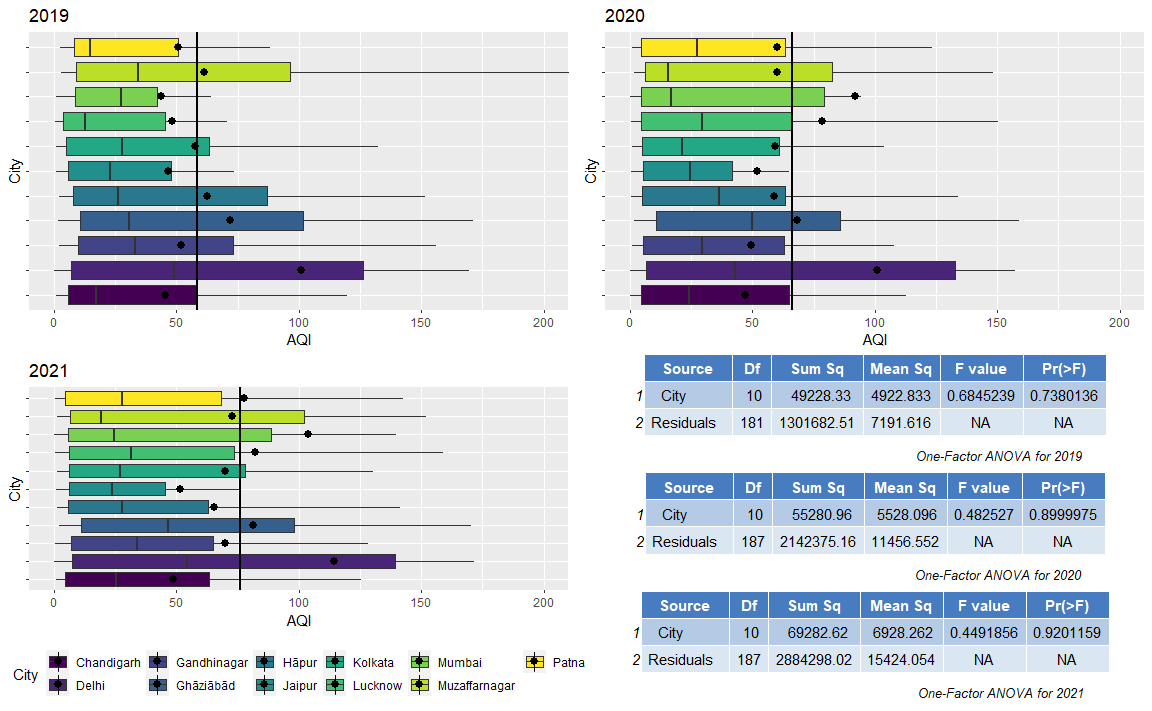 2019
City
0 50 100 150 200
AQI
2020
City
0 50 100 150 200
AQI
2021
City
0 50 100 150 200
AQI
City
Chandigarh Gandhinagar Hāpur Kolkata Mumbai Patna
Delhi Ghāziābād Jaipur Lucknow Muzaffarnagar
Source Df Sum Sq Mean Sq F value Pr(>F)
1 City 10 49228.33 4922.833 0.6845239 0.7380136
2 Residuals 181 1301682.51 7191.616 NA NA
One-Factor ANOVA for 2019
Source Df Sum Sq Mean Sq F value Pr(>F)
1 City 10 55280.96 5528.096 0.482527 0.8999975
2 Residuals 187 2142375.16 11456.552 NA NA
One-Factor ANOVA for 2020
Source Df Sum Sq Mean Sq F value Pr(>F)
1 City 10 69282.62 6928.262 0.4491856 0.9201159
2 Residuals 187 2884298.02 15424.054 NA NA
One-Factor ANOVA for 2021